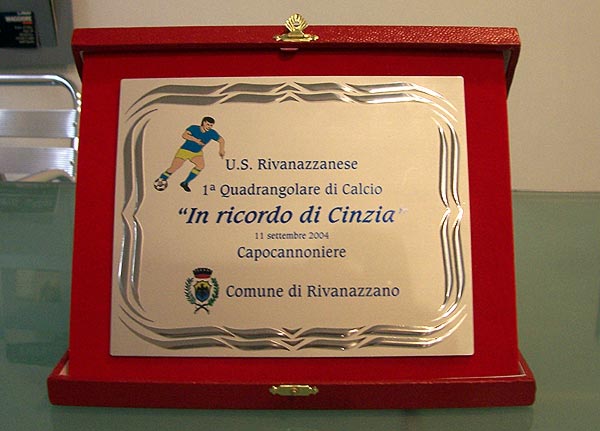 U.S. Rivanazzanese
1ª Quadrangolare di Calcio
"In ricordo di Cinzia"
11 settembre 2004
Capocannoniere
Comune di Rivanazzano